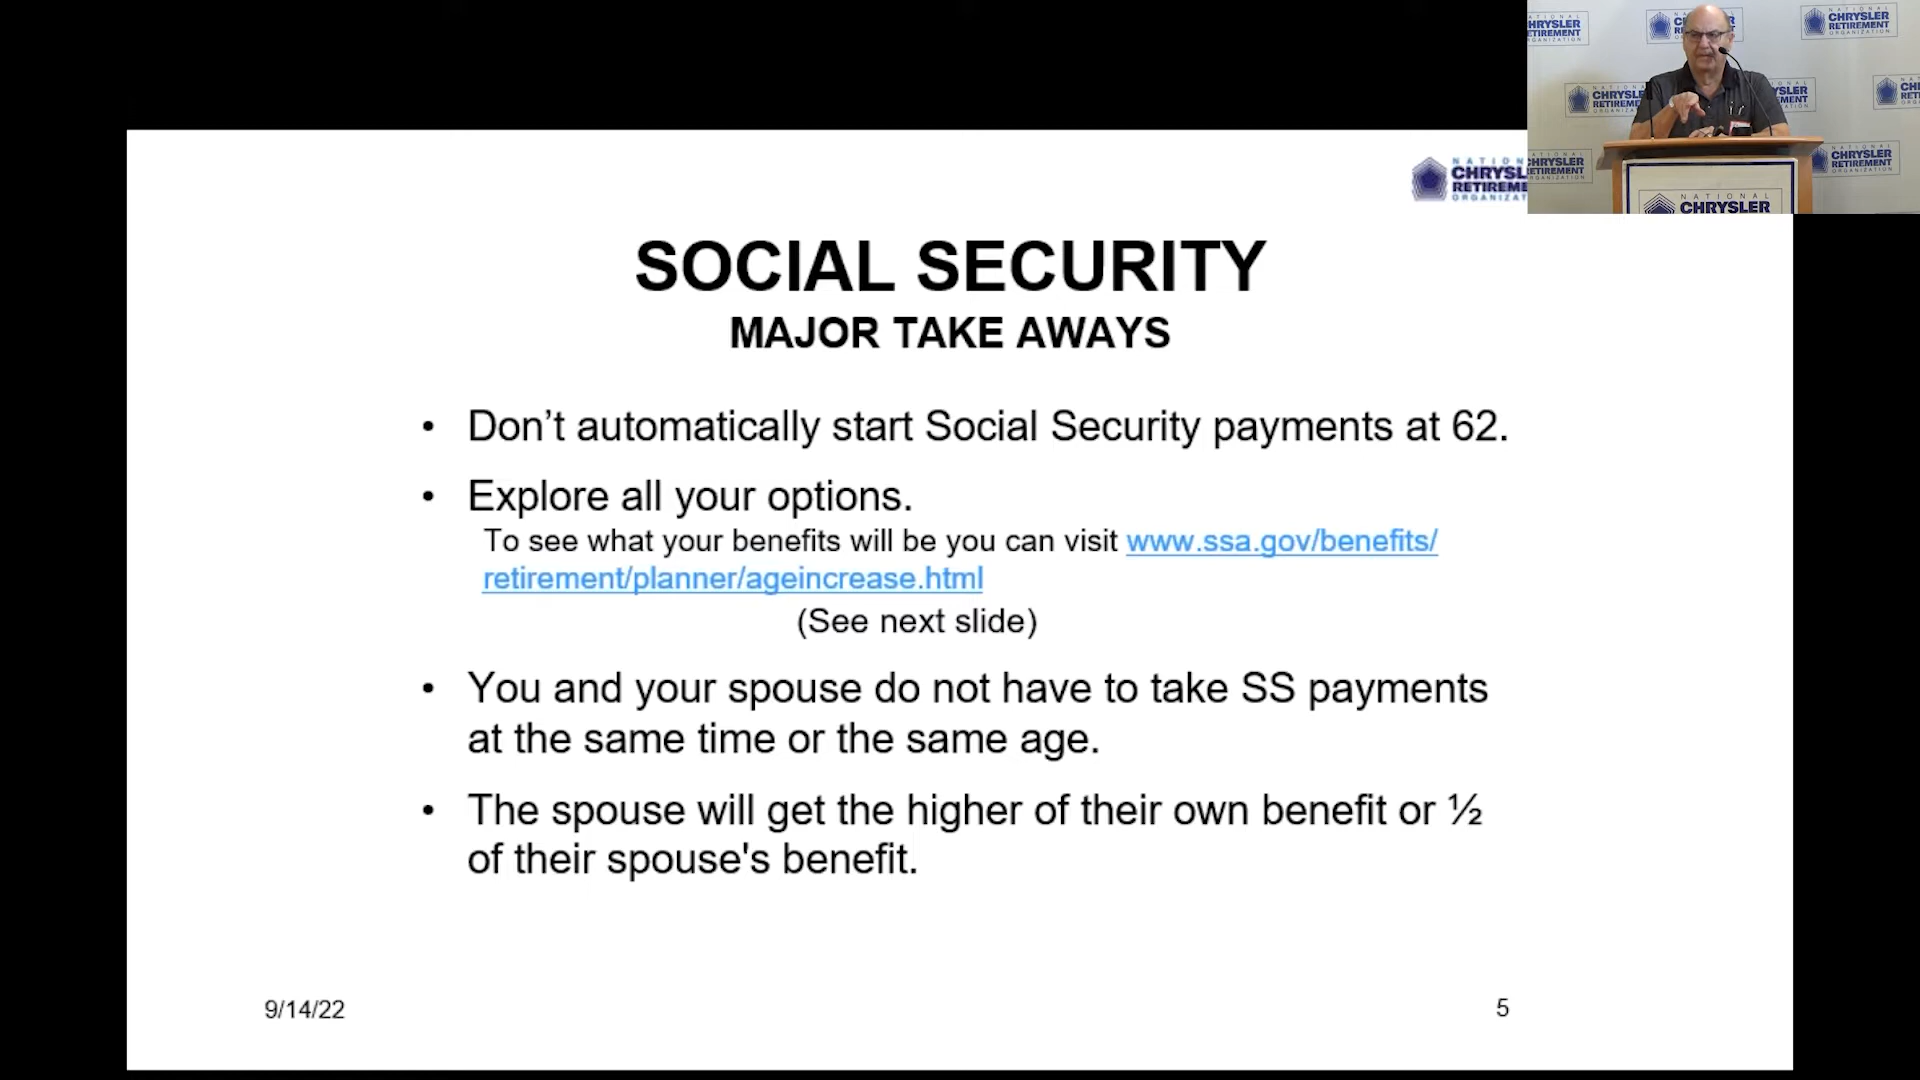 NATIONAL
CHRYSLER
RETIREMENT
ORGANIZATION
SOCIAL SECURITY
MAJOR TAKE AWAYS
• Don't automatically start Social Security payments at 62.
• Explore all your options.
To see what your benefits will be you can visit www.ssa.gov/benefits/
retirement/planner/ageincrease.html
(See next slide)
• You and your spouse do not have to take SS payments
at the same time or the same age.
• The spouse will get the higher of their own benefit or ½
of their spouse's benefit.
9/14/22
5